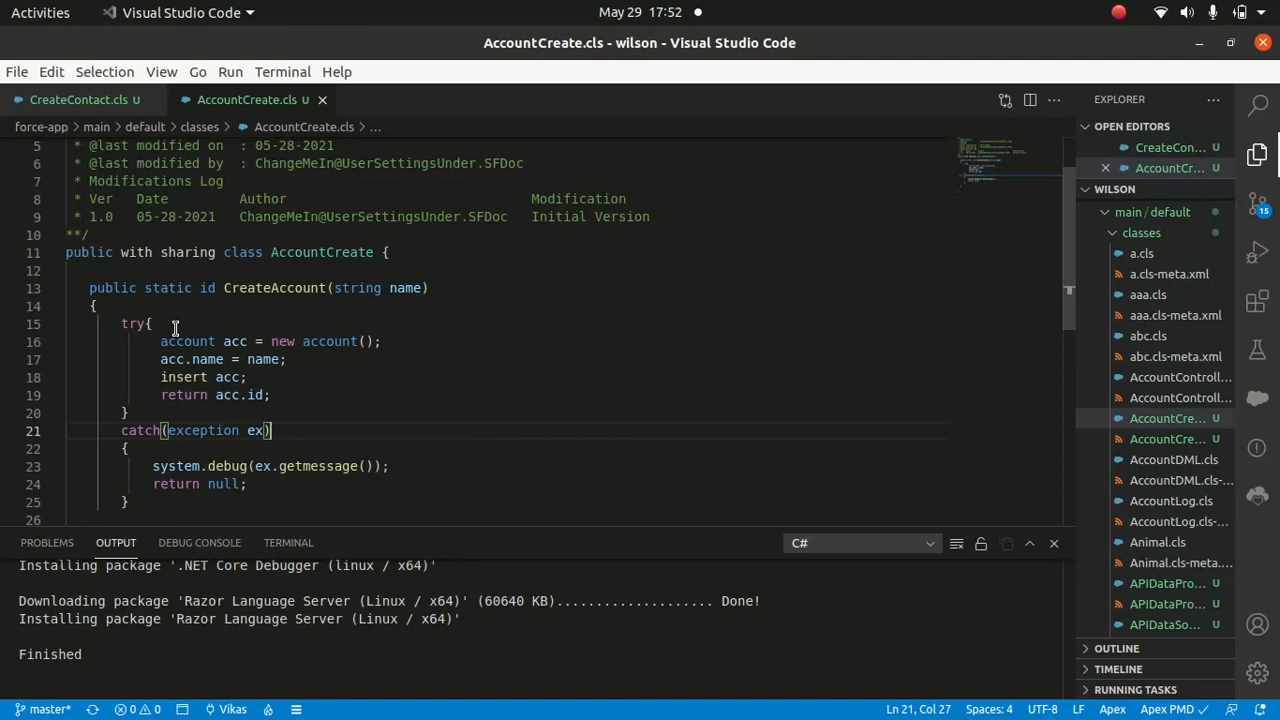 Activities Visual Studio Code May 29 17:52
AccountCreate.cls - wilson - Visual Studio Code
File Edit Selection View Go Run Terminal Help
CreateContact.cls U AccountCreate.cls U
force-app main default classes AccountCreate.cls ...
5 * @last modified on : 05-28-2021
6 * @last modified by : ChangeMeIn@UserSettingsUnder.SFDoc
7 * Modifications Log
8 * Ver Date Author Modification
9 * 1.0 05-28-2021 ChangeMeIn@UserSettingsUnder.SFDoc Initial Version
10 **/
11 public with sharing class AccountCreate {
12
13 public static id CreateAccount(string name)
14 {
15 try{
16 account acc = new account();
17 acc.name = name;
18 insert acc;
19 return acc.id;
20 }
21 catch(exception ex)
22 {
23 system.debug(ex.getmessage());
24 return null;
25 }
26
PROBLEMS OUTPUT DEBUG CONSOLE TERMINAL C#
Installing package '.NET Core Debugger (linux / x64)'
Downloading package 'Razor Language Server (Linux / x64)' (60640 KB).................... Done!
Installing package 'Razor Language Server (Linux / x64)'
Finished
EXPLORER
OPEN EDITORS
CreateCon... U
AccountCr... U
WILSON
main/default
classes
a.cls
a.cls-meta.xml
aaa.cls
aaa.cls-meta.xml
abc.cls
abc.cls-meta.xml
AccountControll...
AccountControll...
AccountCre... U
AccountCre... U
AccountDML.cls
AccountDML.cls-...
AccountLog.cls
AccountLog.cls-...
Animal.cls
Animal.cls-meta....
APIDataPro... U
APIDataPro... U
APIDataSo... U
OUTLINE
TIMELINE
RUNNING TASKS
15
master* 0 0 Vikas Ln 21, Col 27 Spaces: 4 UTF-8 LF Apex Apex PMD